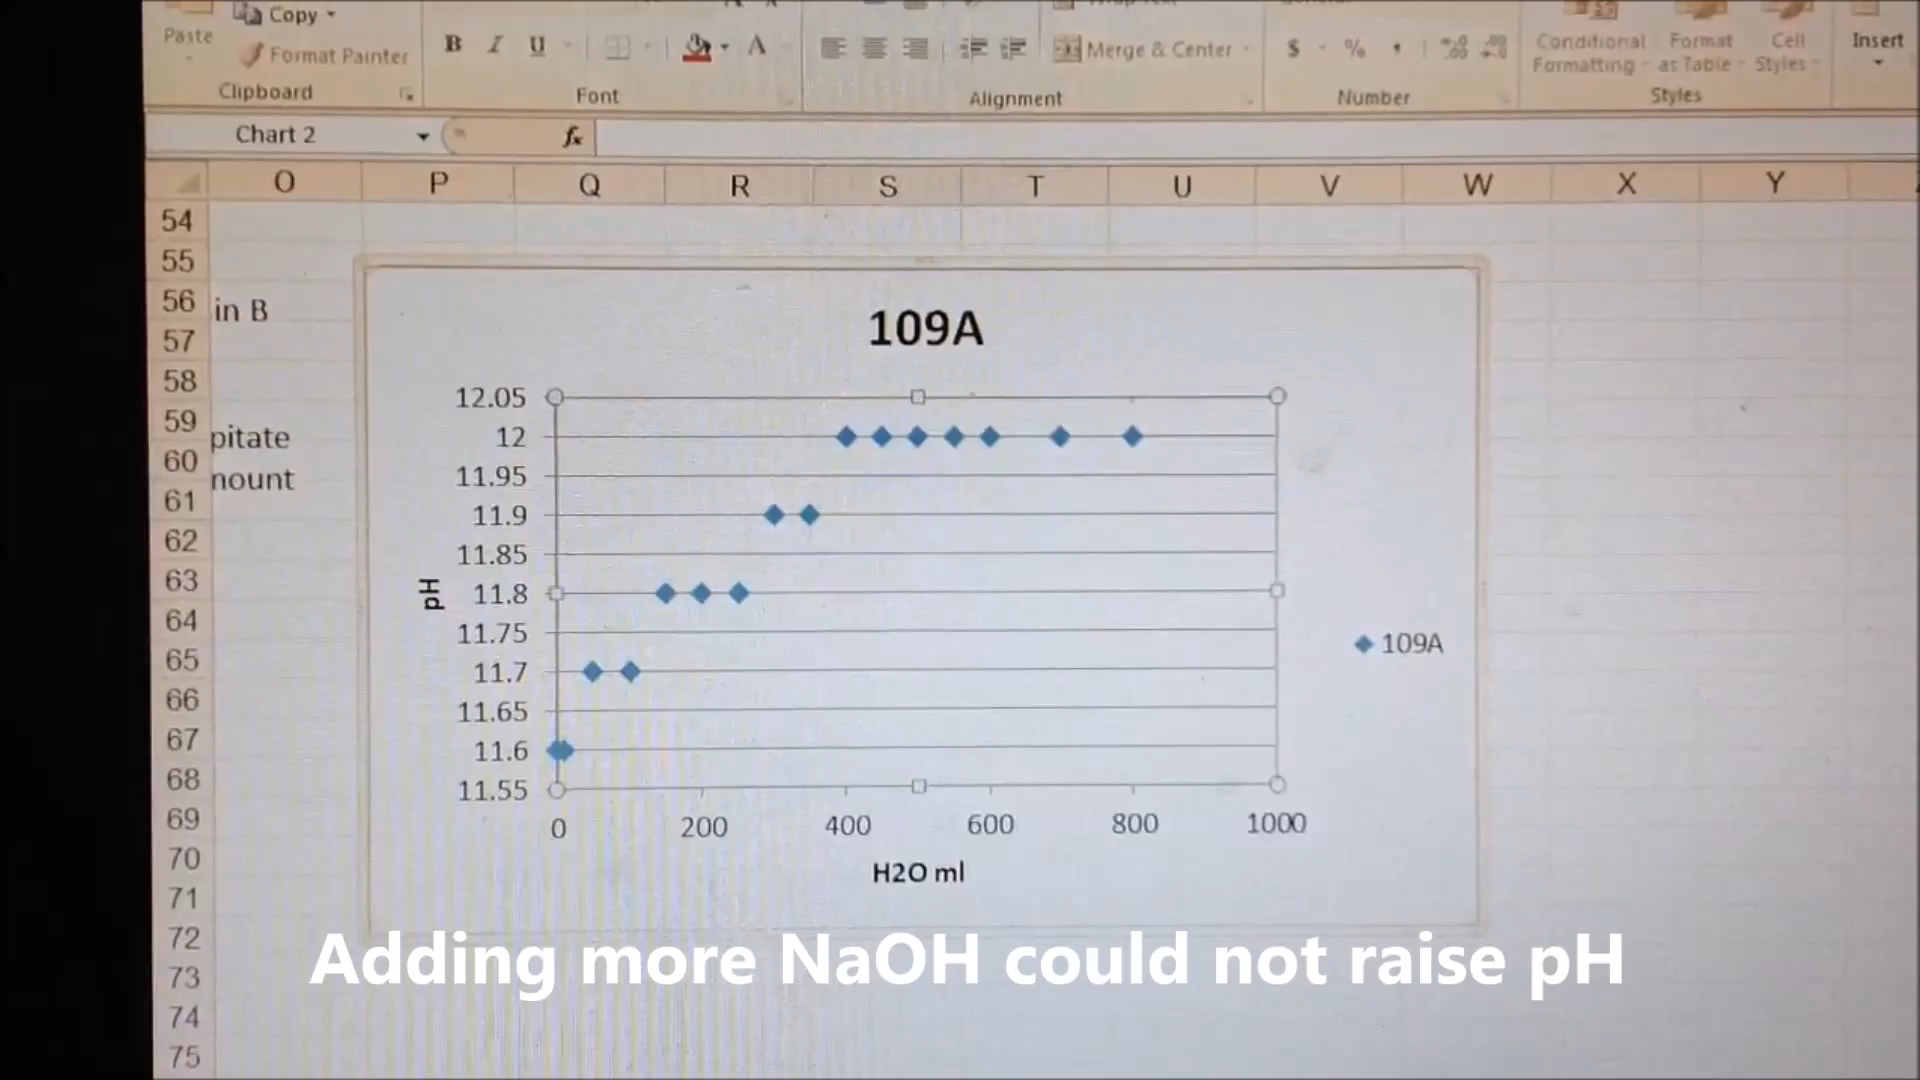 Copy
Paste
Format Painter
B I U A
Merge & Center
$ % ,
Conditional Formatting
Format as Table
Cell Styles
Insert
Clipboard
Font
Alignment
Number
Styles
Chart 2
fx
O P Q R S T U V W X Y
54
55
56 in B
57
58
59 pitate
60 nount
61
62
63
64
65
66
67
68
69
70
71
72
73
74
75
109A
12.05
12
11.95
11.9
11.85
11.8
11.75
11.7
11.65
11.6
11.55
pH
109A
0 200 400 600 800 1000
H2O ml
Adding more NaOH could not raise pH